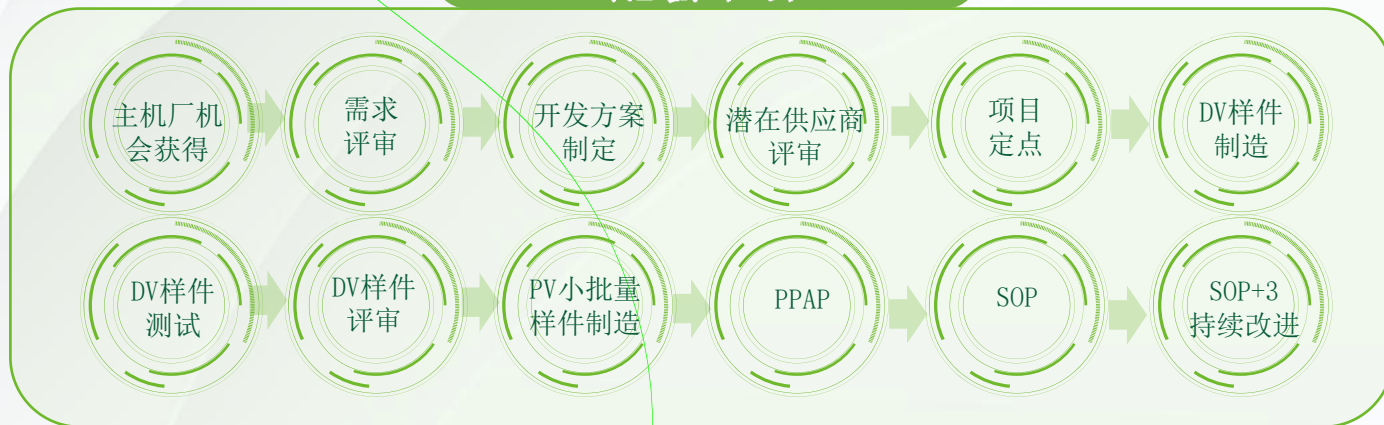 主机厂机
会获得
需求
评审
开发方案
制定
潜在供应商
评审
项目
定点
DV样件
制造
DV样件
测试
DV样件
评审
PV小批量
样件制造
PPAP
SOP
SOP+3
持续改进